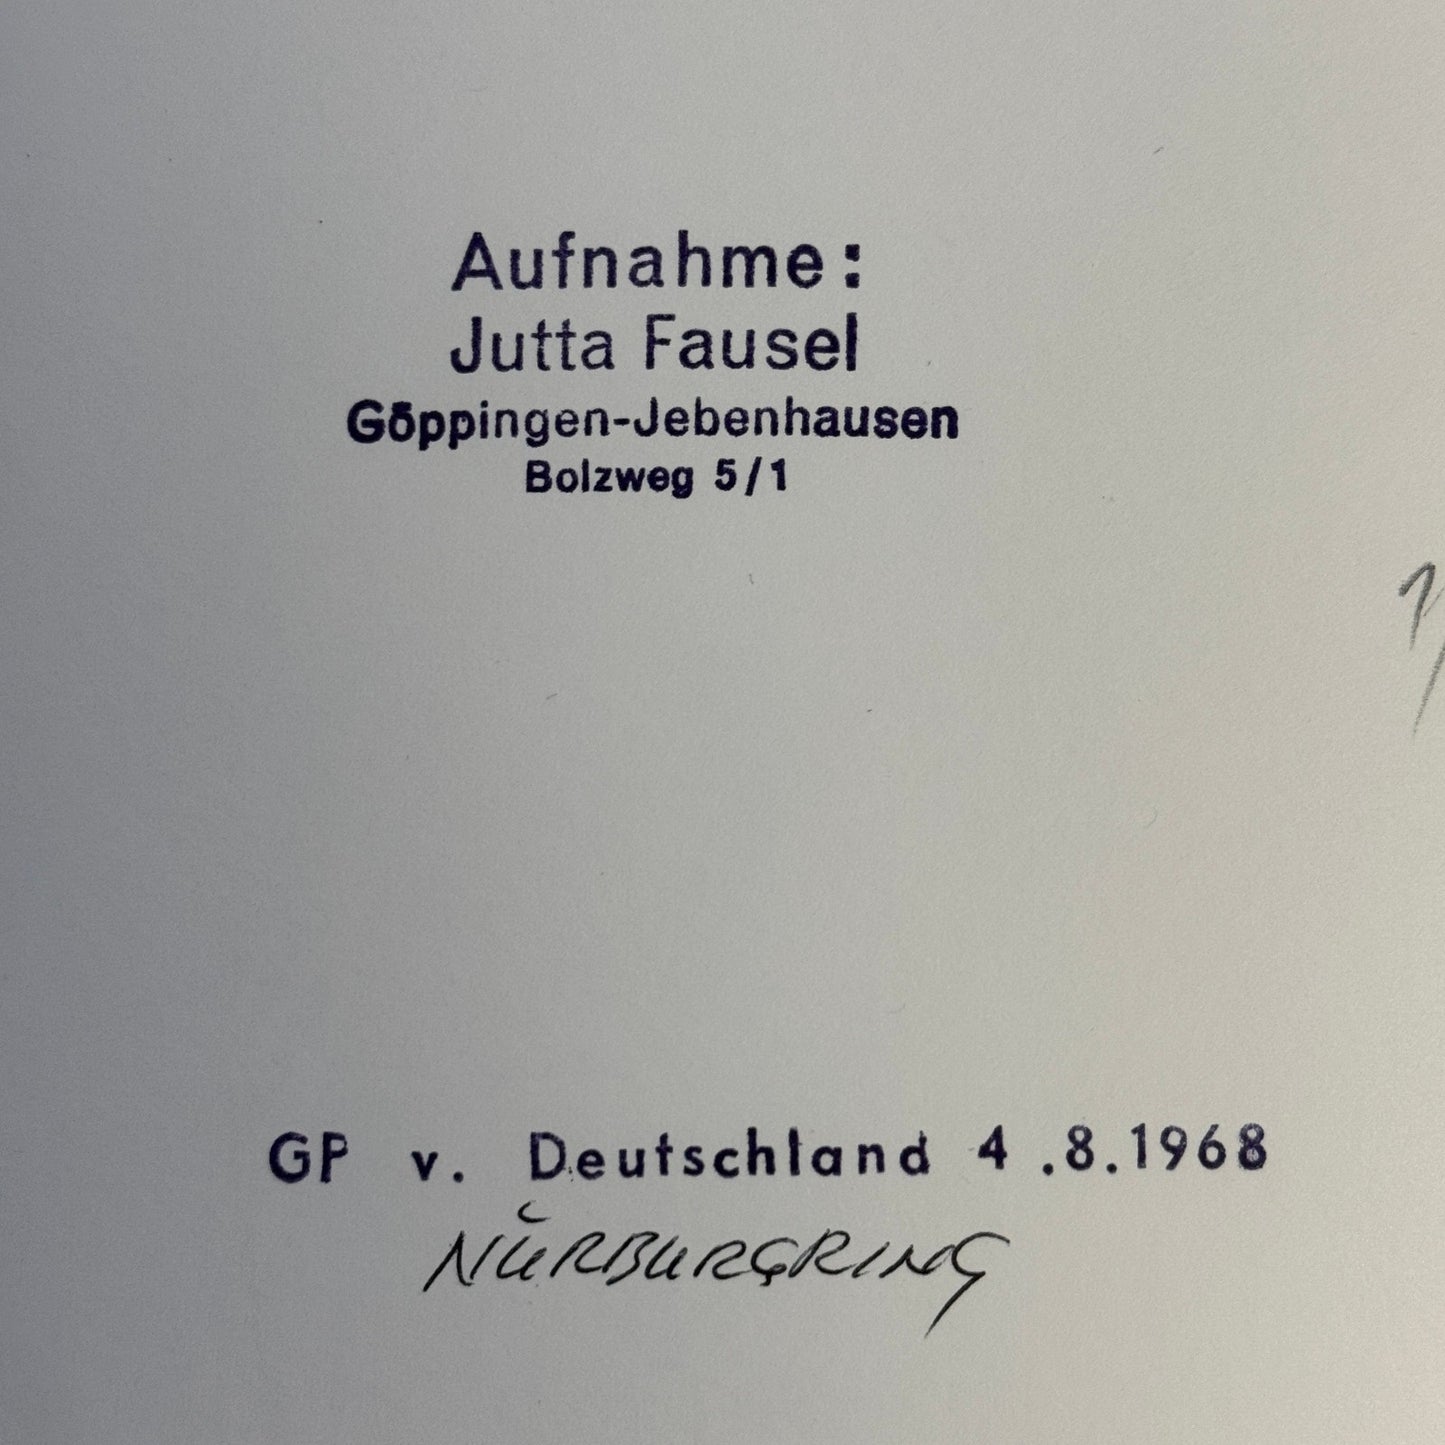 Aufnahme:
Jutta Fausel
Göppingen-Jebenhausen
Bolzweg 5/1
GP v. Deutschland 4.8.1968
NÜRBURGRING